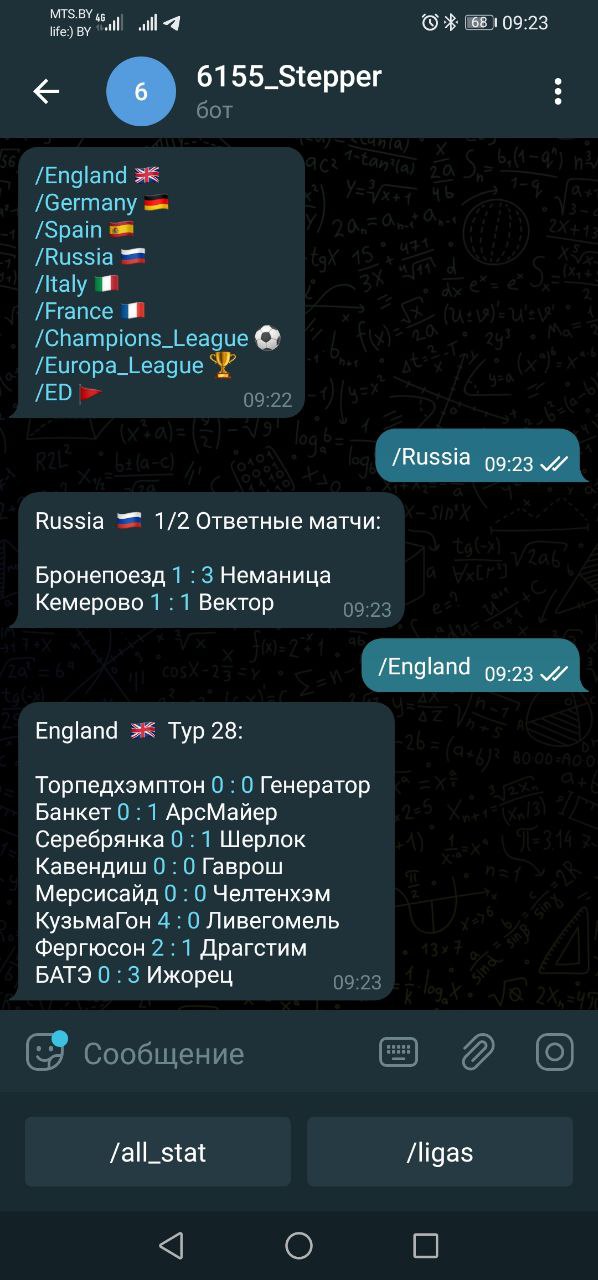 MTS.BY 4G
life:) BY
68 09:23
6
6155_Stepper
бот
/England 🇬🇧
/Germany 🇩🇪
/Spain 🇪🇸
/Russia 🇷🇺
/Italy 🇮🇹
/France 🇫🇷
/Champions_League ⚽
/Europa_League 🏆
/ED 🚩
09:22
/Russia 09:23
Russia 🇷🇺 1/2 Ответные матчи:
Бронепоезд 1 : 3 Неманица
Кемерово 1 : 1 Вектор
09:23
/England 09:23
England 🇬🇧 Тур 28:
Торпедхэмптон 0 : 0 Генератор
Банкет 0 : 1 АрсМайер
Серебрянка 0 : 1 Шерлок
Кавендиш 0 : 0 Гаврош
Мерсисайд 0 : 0 Челтенхэм
КузьмаГон 4 : 0 Ливегомель
Фергюсон 2 : 1 Драгстим
БАТЭ 0 : 3 Ижорец
09:23
Сообщение
/all_stat
/ligas